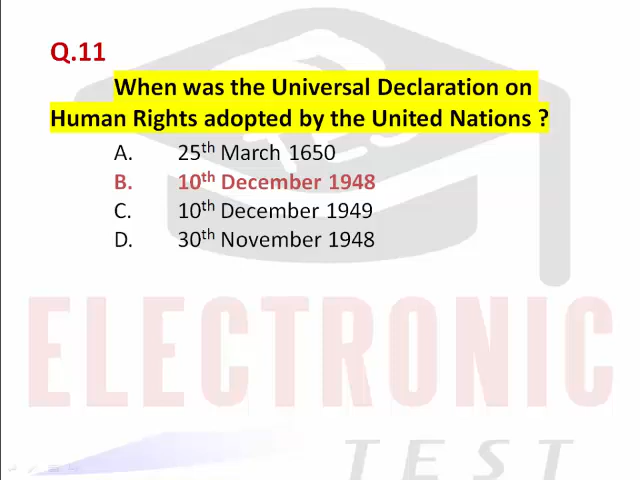 Q.11
When was the Universal Declaration on
Human Rights adopted by the United Nations ?
A. 25th March 1650
B. 10th December 1948
C. 10th December 1949
D. 30th November 1948
ELECTRONIC
TEST